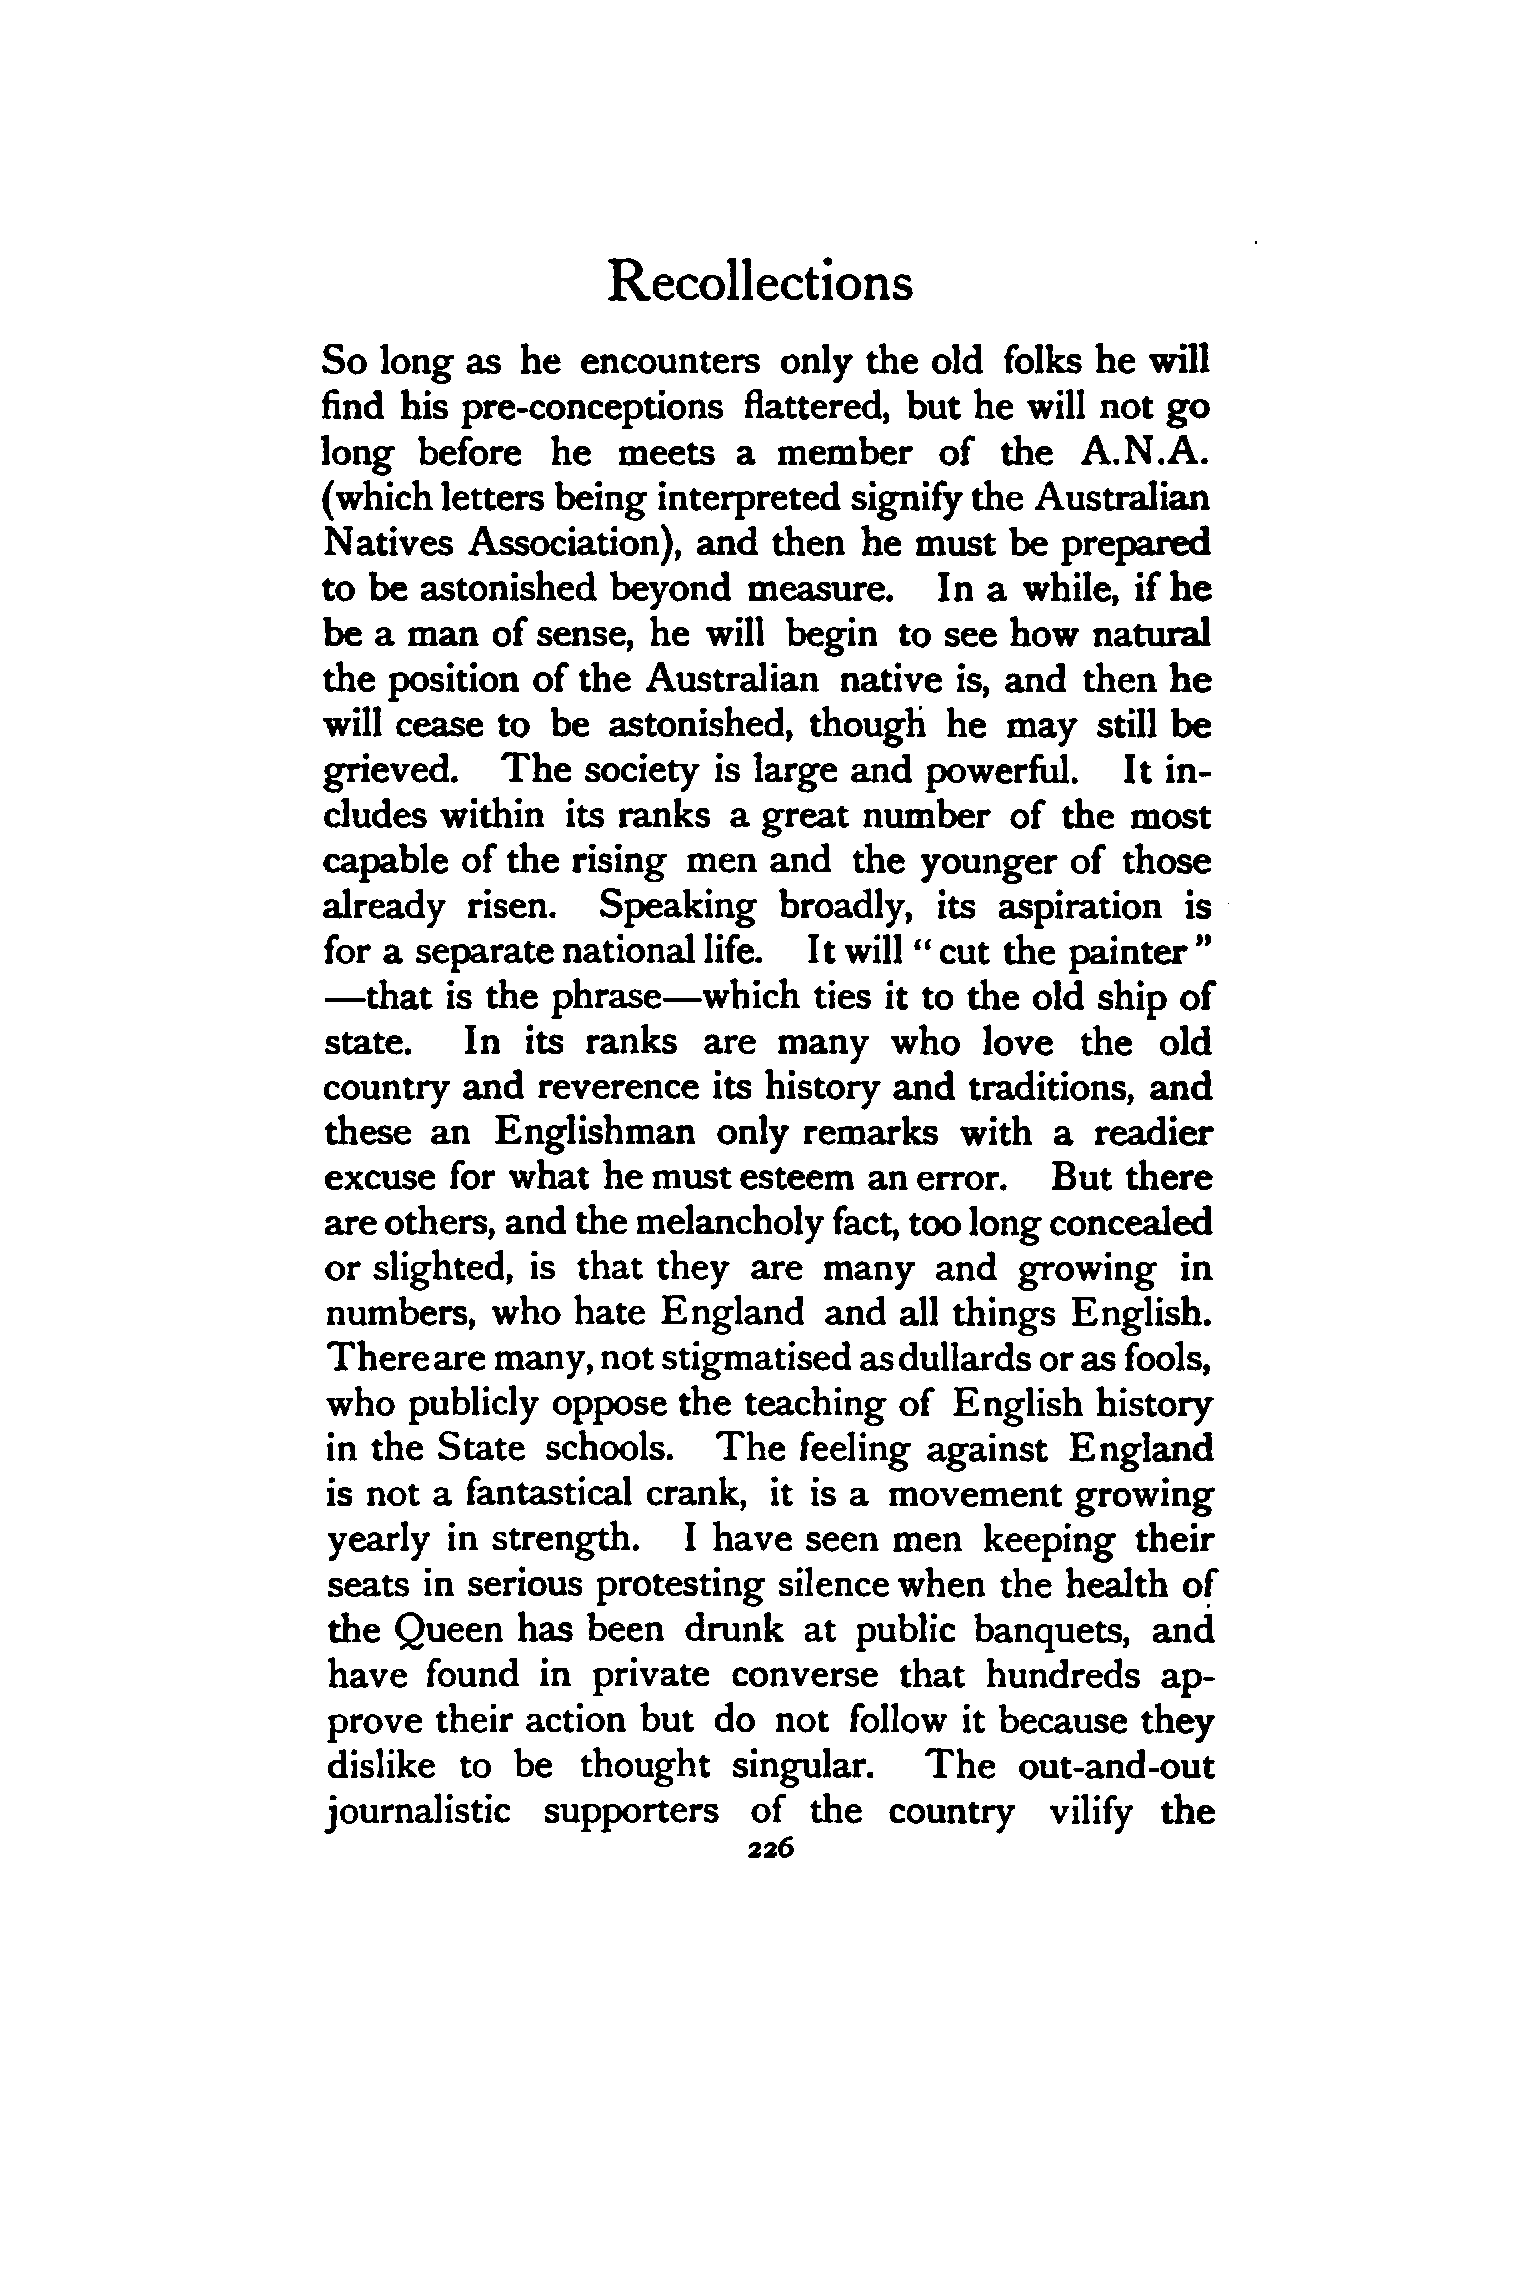 Recollections
So long as he encounters only the old folks he will
find his pre-conceptions flattered, but he will not go
long before he meets a member of the A.N.A.
(which letters being interpreted signify the Australian
Natives Association), and then he must be prepared
to be astonished beyond measure. In a while, if he
be a man of sense, he will begin to see how natural
the position of the Australian native is, and then he
will cease to be astonished, though he may still be
grieved. The society is large and powerful. It in-
cludes within its ranks a great number of the most
capable of the rising men and the younger of those
already risen. Speaking broadly, its aspiration is
for a separate national life. It will “cut the painter”
—that is the phrase—which ties it to the old ship of
state. In its ranks are many who love the old
country and reverence its history and traditions, and
these an Englishman only remarks with a readier
excuse for what he must esteem an error. But there
are others, and the melancholy fact, too long concealed
or slighted, is that they are many and growing in
numbers, who hate England and all things English.
There are many, not stigmatised as dullards or as fools,
who publicly oppose the teaching of English history
in the State schools. The feeling against England
is not a fantastical crank, it is a movement growing
yearly in strength. I have seen men keeping their
seats in serious protesting silence when the health of
the Queen has been drunk at public banquets, and
have found in private converse that hundreds ap-
prove their action but do not follow it because they
dislike to be thought singular. The out-and-out
journalistic supporters of the country vilify the
226